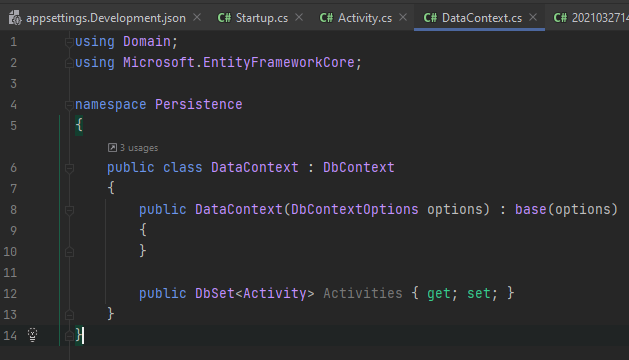 appsettings.Development.json × C# Startup.cs × C# Activity.cs × C# DataContext.cs × C# 2021032714
1 using Domain;
2 using Microsoft.EntityFrameworkCore;
3
4 namespace Persistence
5 {
3 usages
6 public class DataContext : DbContext
7 {
8 public DataContext(DbContextOptions options) : base(options)
9 {
10 }
11
12 public DbSet<Activity> Activities { get; set; }
13 }
14 }